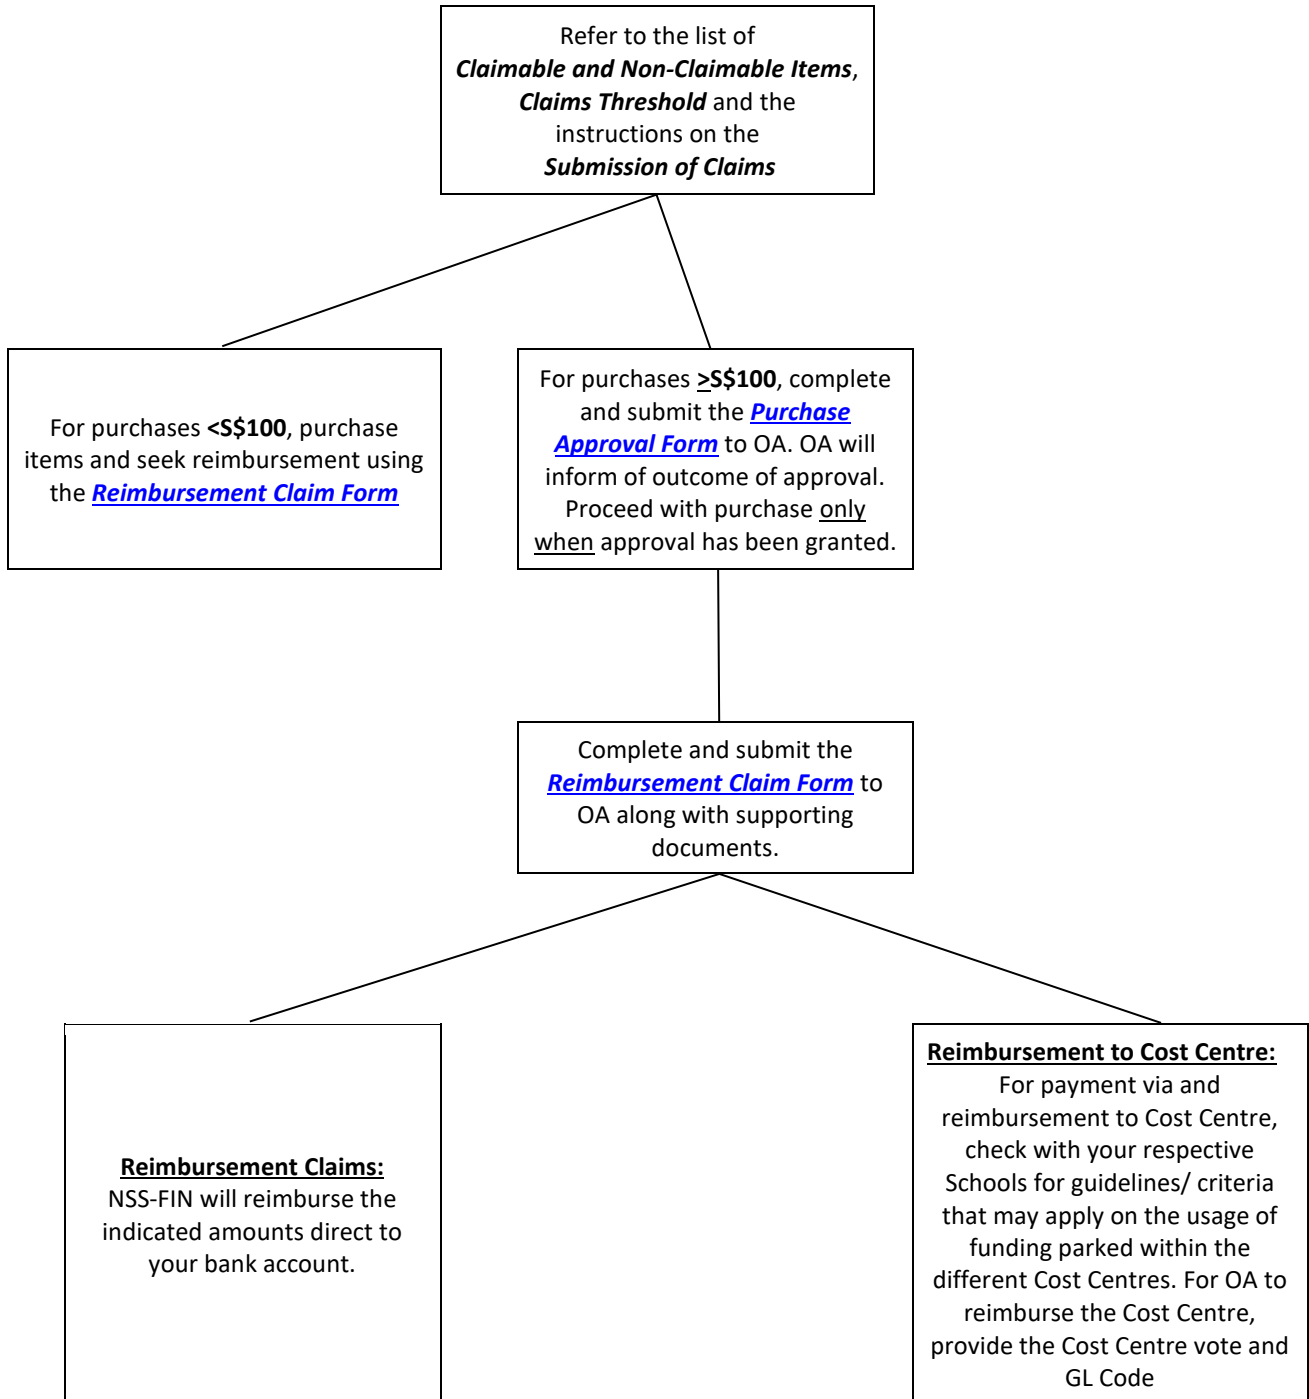 Refer to the list of
Claimable and Non-Claimable Items,
Claims Threshold and the
instructions on the
Submission of Claims
For purchases <S$100, purchase
items and seek reimbursement using
the Reimbursement Claim Form
For purchases >S$100, complete
and submit the Purchase
Approval Form to OA. OA will
inform of outcome of approval.
Proceed with purchase only
when approval has been granted.
Complete and submit the
Reimbursement Claim Form to
OA along with supporting
documents.
Reimbursement Claims:
NSS-FIN will reimburse the
indicated amounts direct to
your bank account.
Reimbursement to Cost Centre:
For payment via and
reimbursement to Cost Centre,
check with your respective
Schools for guidelines/ criteria
that may apply on the usage of
funding parked within the
different Cost Centres. For OA to
reimburse the Cost Centre,
provide the Cost Centre vote and
GL Code